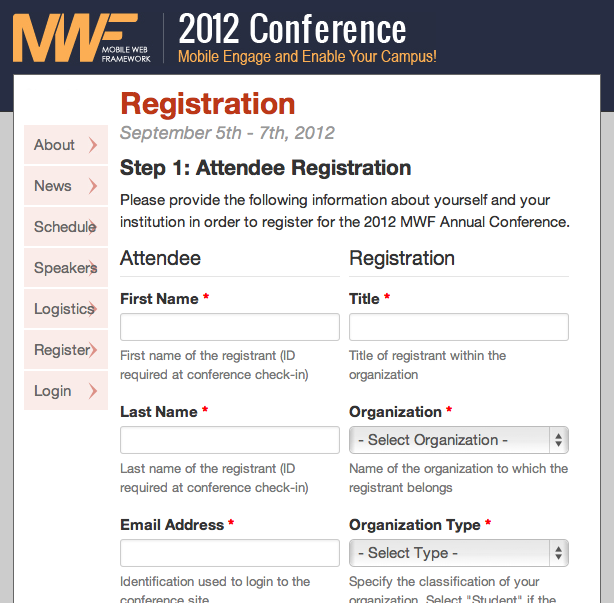 MWF
MOBILE WEB
FRAMEWORK
2012 Conference
Mobile Engage and Enable Your Campus!
About
News
Schedule
Speakers
Logistics
Register
Login
Registration
September 5th - 7th, 2012
Step 1: Attendee Registration
Please provide the following information about yourself and your
institution in order to register for the 2012 MWF Annual Conference.
Attendee
First Name *
First name of the registrant (ID
required at conference check-in)
Last Name *
Last name of the registrant (ID
required at conference check-in)
Email Address *
Identification used to login to the
conference site
Registration
Title *
Title of registrant within the
organization
Organization *
- Select Organization -
Name of the organization to which the
registrant belongs
Organization Type *
- Select Type -
Specify the classification of your
organization. Select "Student" if the